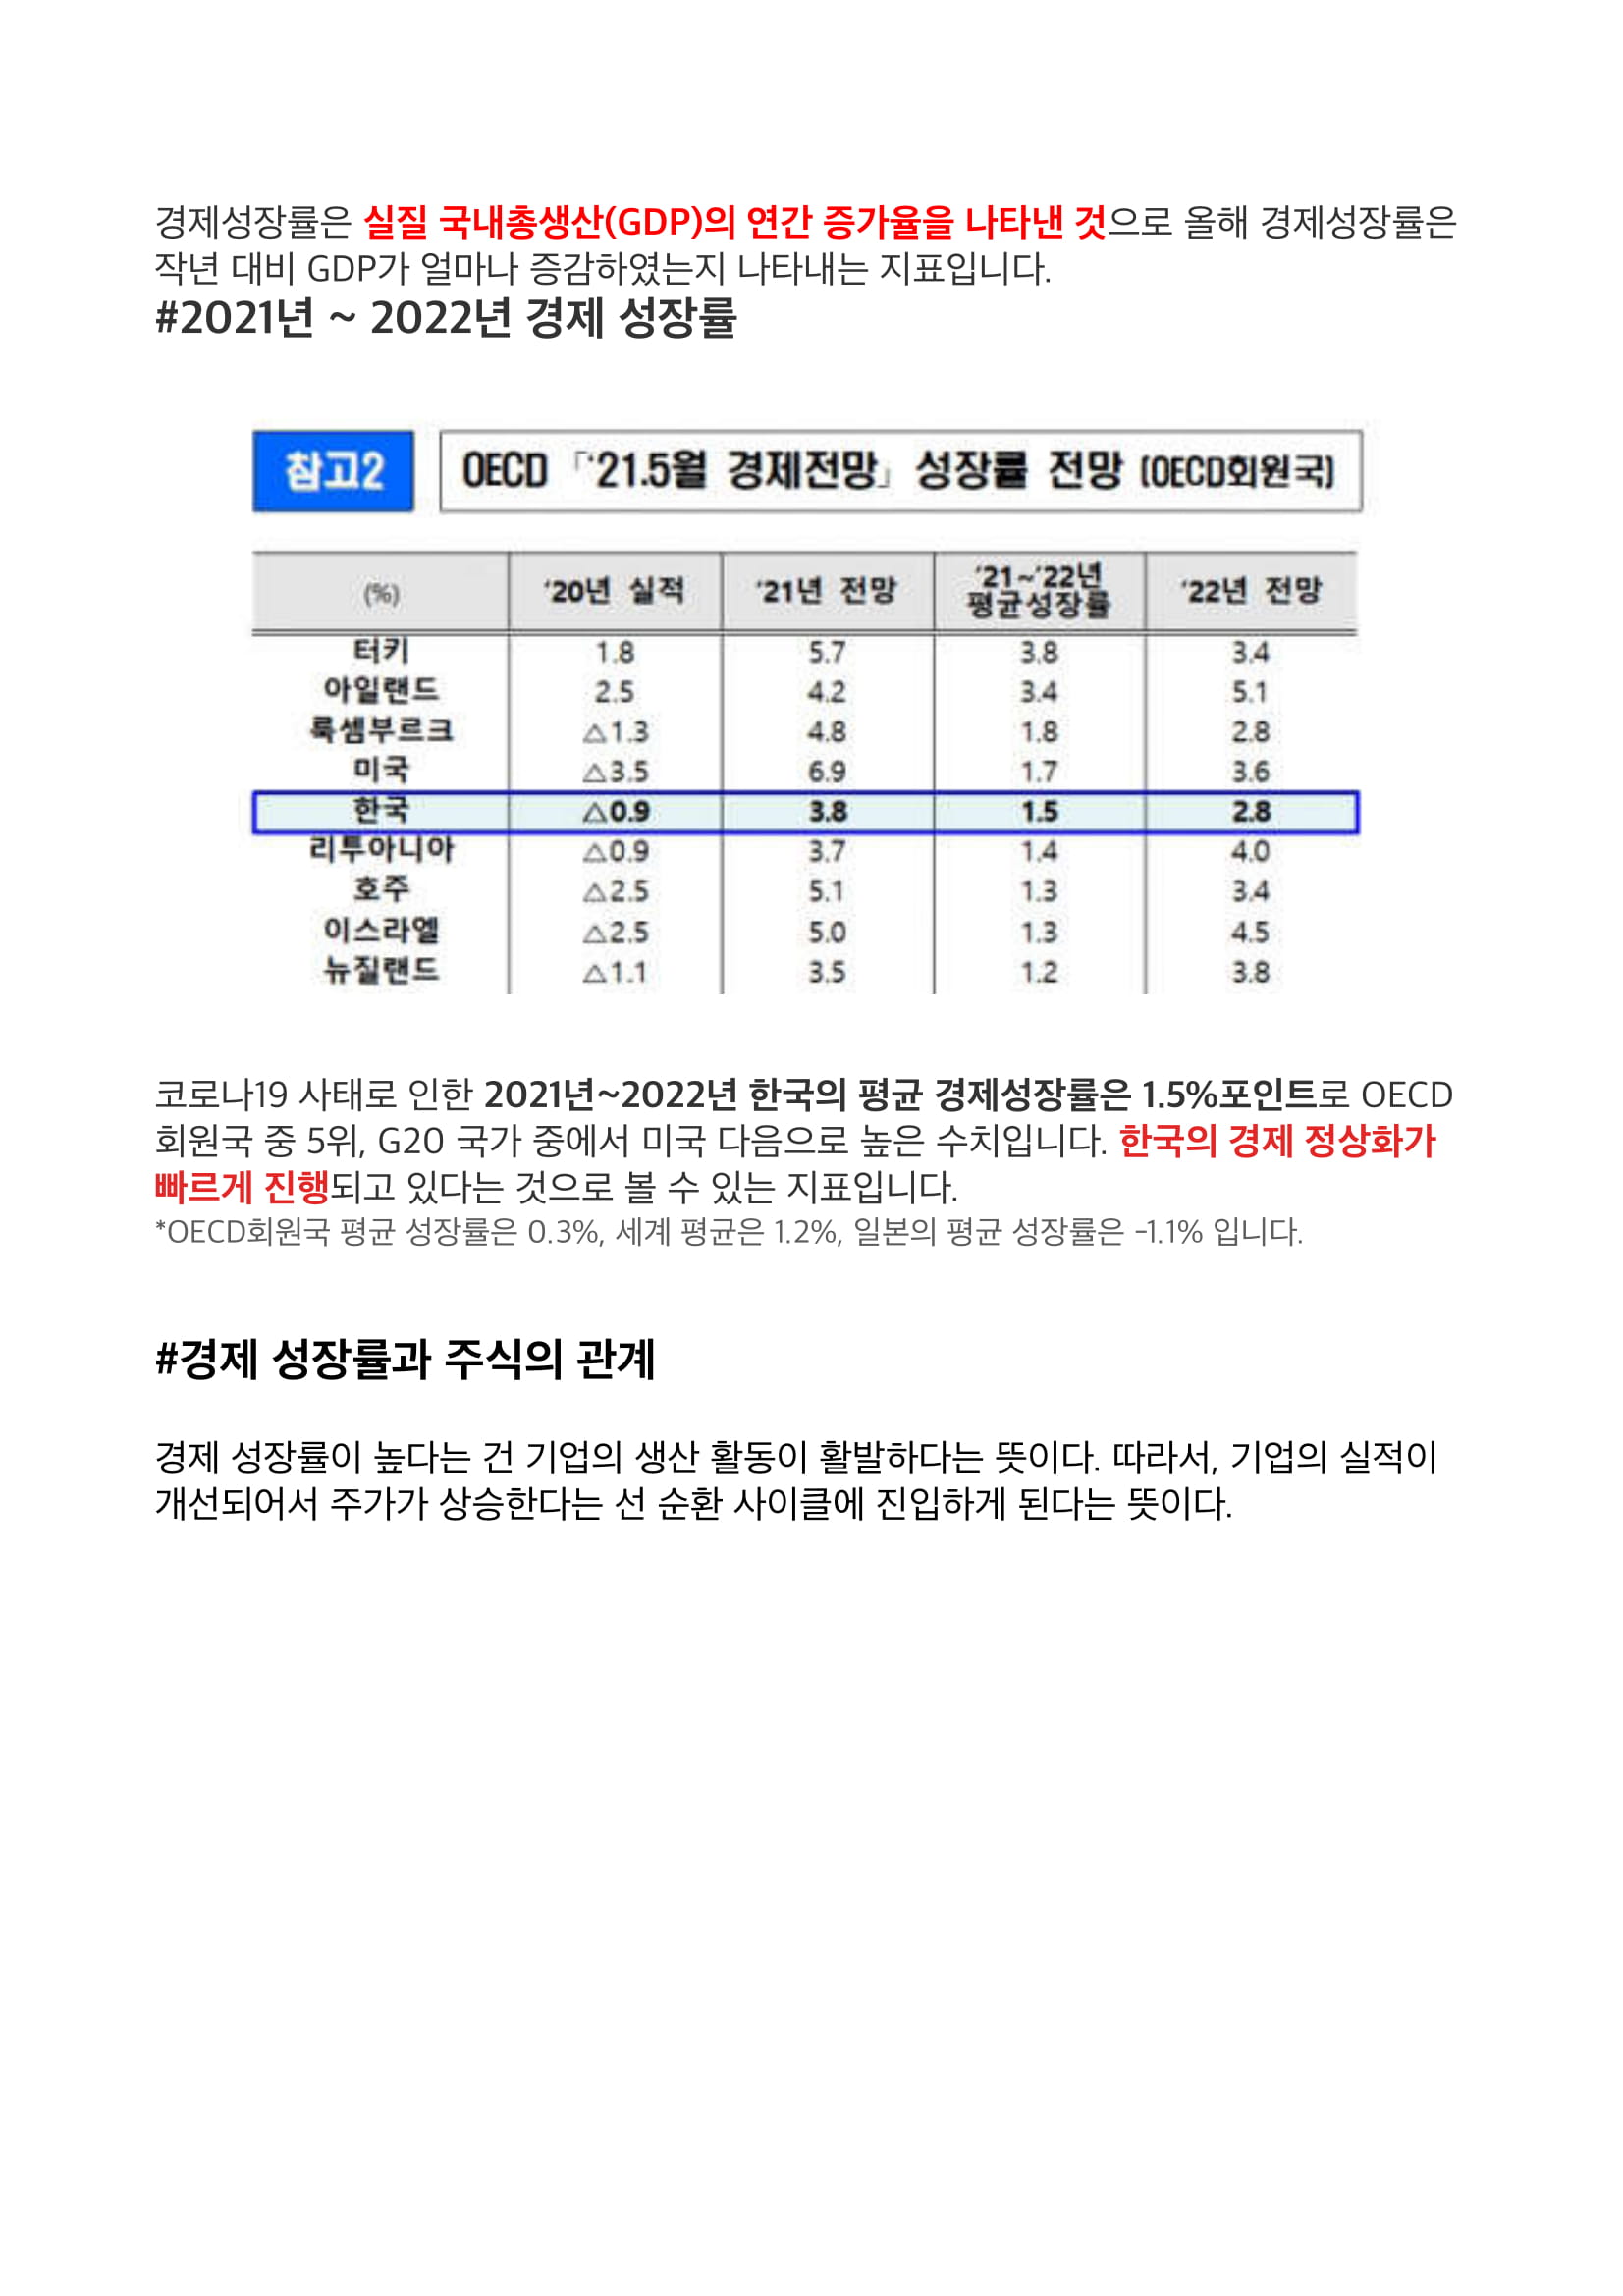 경제성장률은 실질 국내총생산(GDP)의 연간 증가율을 나타낸 것으로 올해 경제성장률은
작년 대비 GDP가 얼마나 증감하였는지 나타내는 지표입니다.
#2021년 ~ 2022년 경제 성장률
참고2 OECD 「‘21.5월 경제전망」 성장률 전망 (OECD회원국)
(%) ‘20년 실적 ‘21년 전망 ‘21~‘22년 평균성장률 ‘22년 전망
터키 1.8 5.7 3.8 3.4
아일랜드 2.5 4.2 3.4 5.1
룩셈부르크 △1.3 4.8 1.8 2.8
미국 △3.5 6.9 1.7 3.6
한국 △0.9 3.8 1.5 2.8
리투아니아 △0.9 3.7 1.4 4.0
호주 △2.5 5.1 1.3 3.4
이스라엘 △2.5 5.0 1.3 4.5
뉴질랜드 △1.1 3.5 1.2 3.8
코로나19 사태로 인한 2021년~2022년 한국의 평균 경제성장률은 1.5%포인트로 OECD
회원국 중 5위, G20 국가 중에서 미국 다음으로 높은 수치입니다. 한국의 경제 정상화가
빠르게 진행되고 있다는 것으로 볼 수 있는 지표입니다.
*OECD회원국 평균 성장률은 0.3%, 세계 평균은 1.2%, 일본의 평균 성장률은 -1.1% 입니다.
#경제 성장률과 주식의 관계
경제 성장률이 높다는 건 기업의 생산 활동이 활발하다는 뜻이다. 따라서, 기업의 실적이
개선되어서 주가가 상승한다는 선 순환 사이클에 진입하게 된다는 뜻이다.